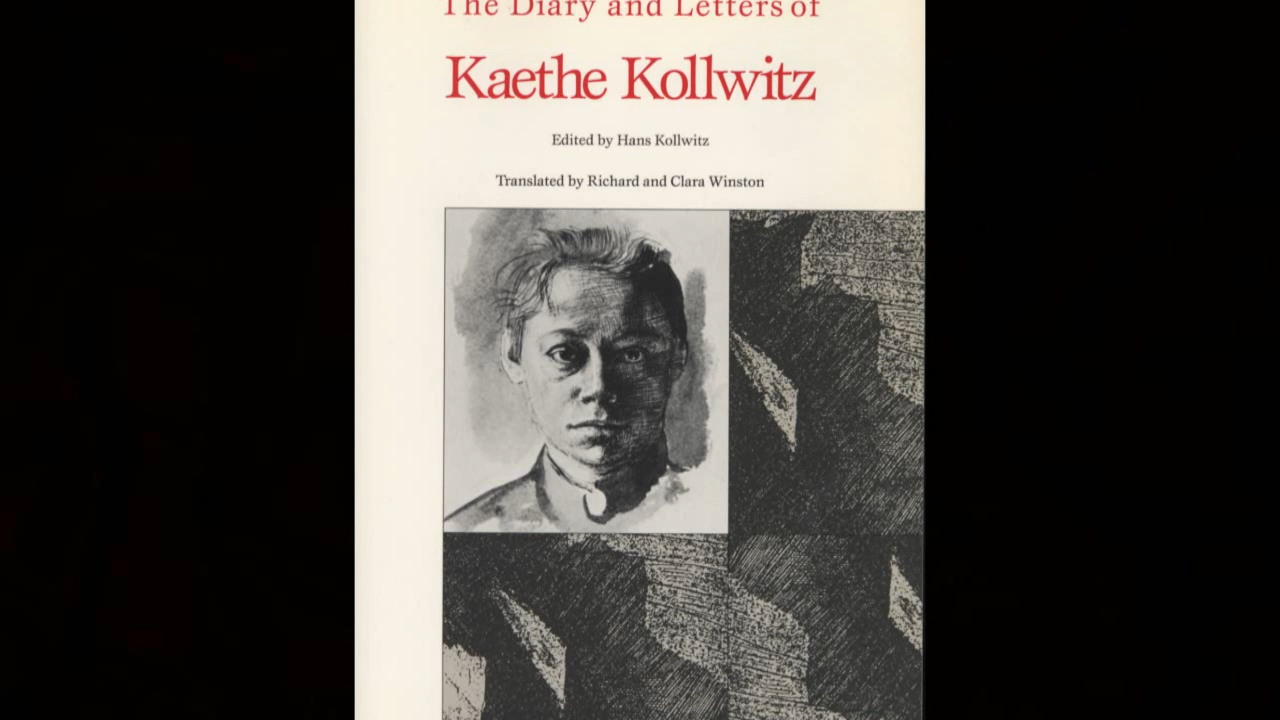 The Diary and Letters of
Kaethe Kollwitz
Edited by Hans Kollwitz
Translated by Richard and Clara Winston